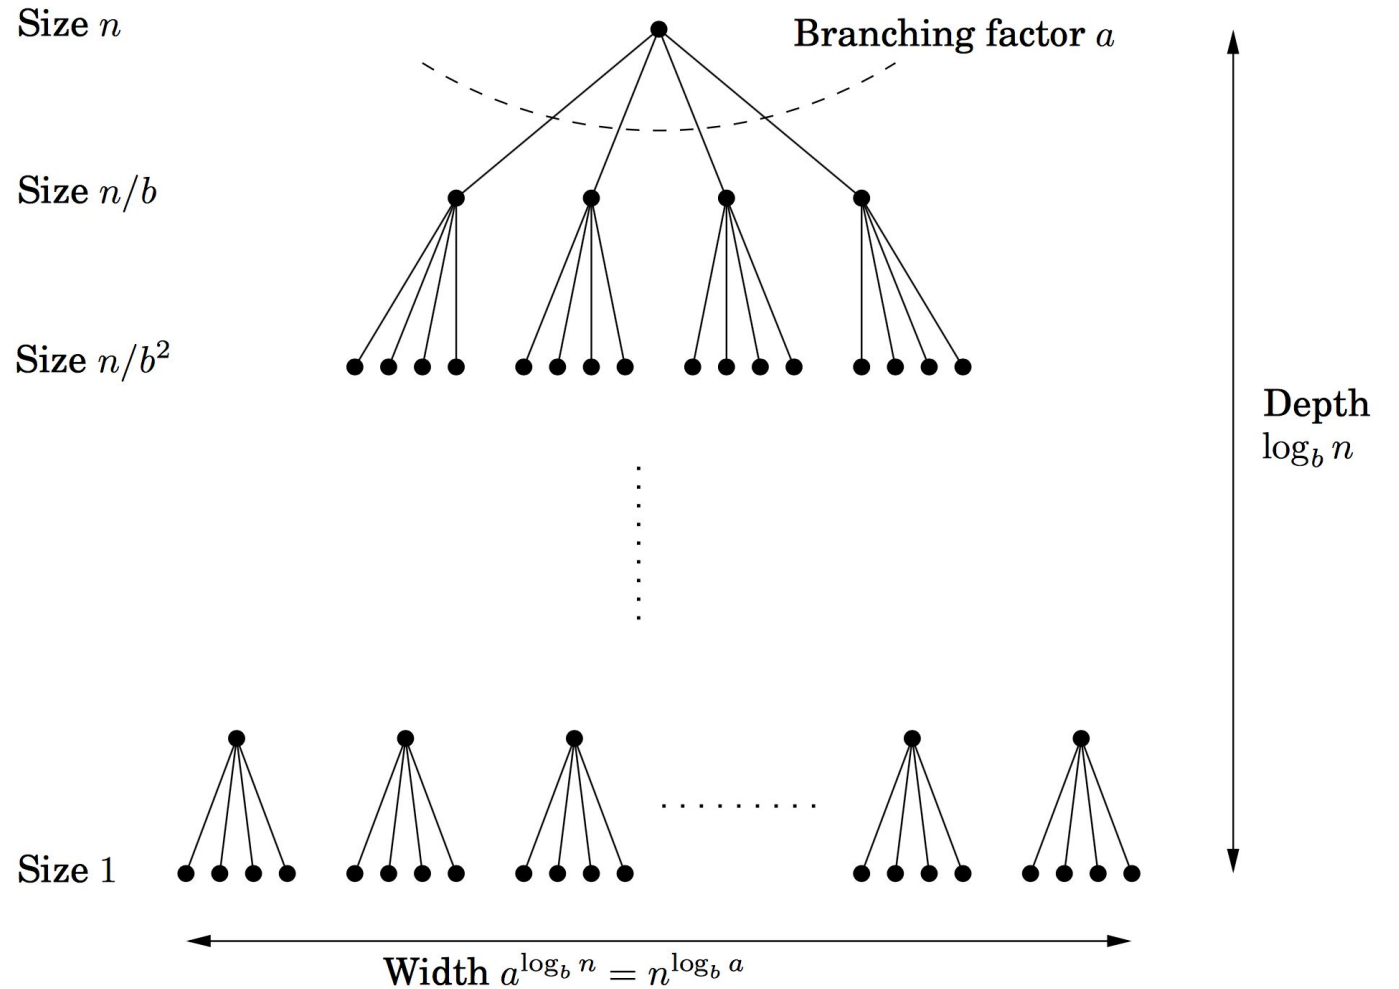 Size n
Branching factor a
Size n/b
Size n/b²
Depth
log_b n
Size 1
Width a^{log_b n} = n^{log_b a}